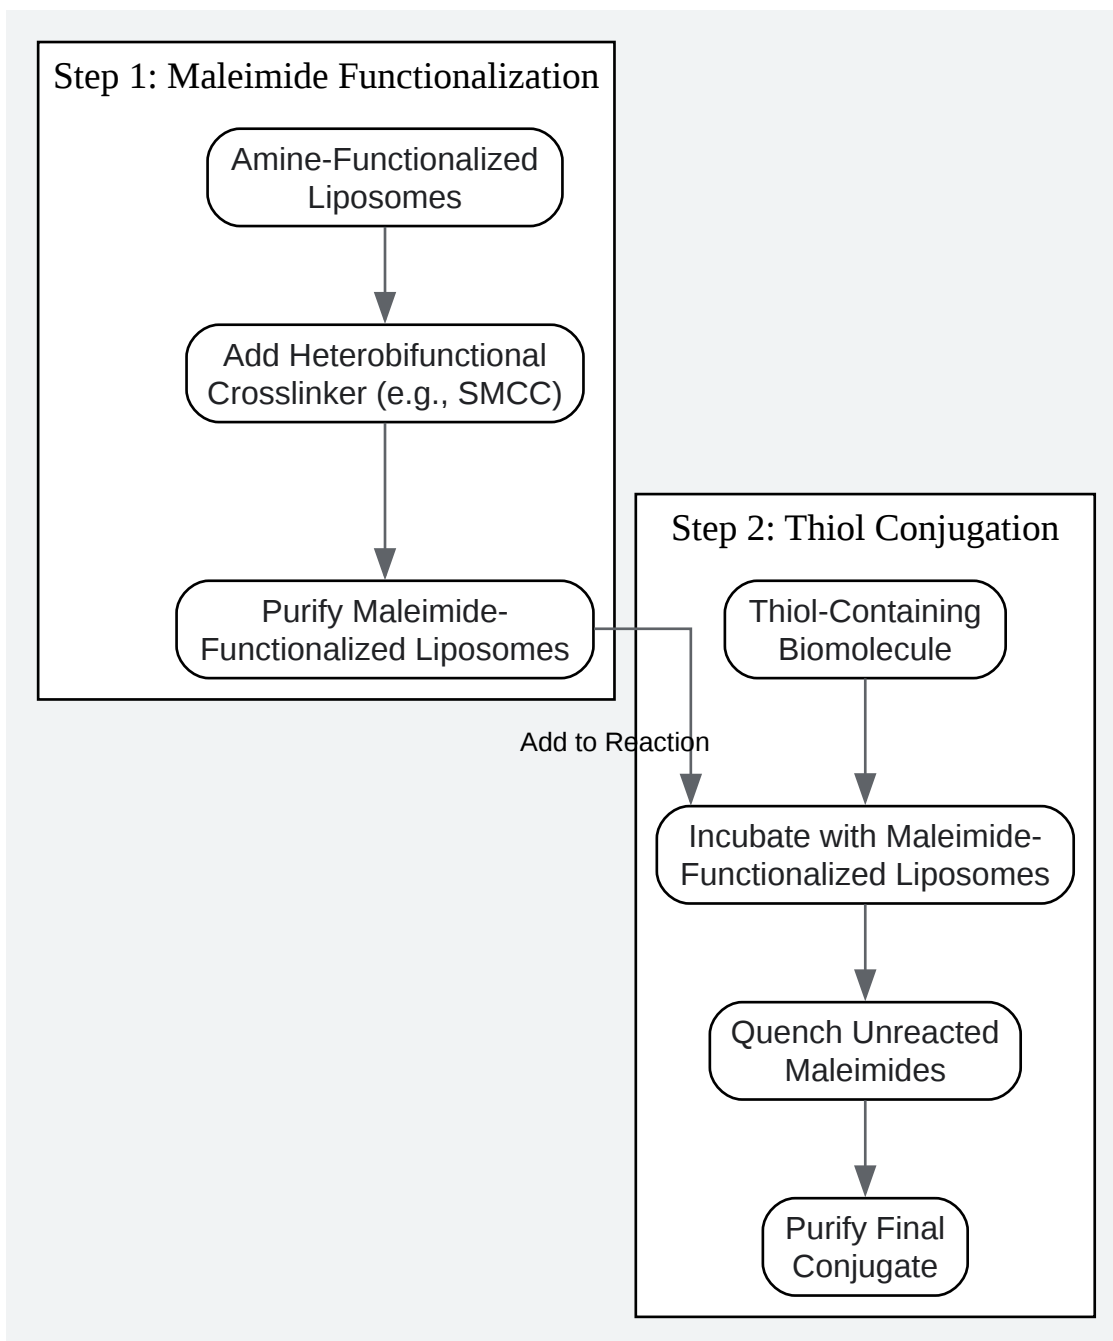 Step 1: Maleimide Functionalization
Amine-Functionalized
Liposomes
Add Heterobifunctional
Crosslinker (e.g., SMCC)
Purify Maleimide-
Functionalized Liposomes
Add to Reaction
Step 2: Thiol Conjugation
Thiol-Containing
Biomolecule
Incubate with Maleimide-
Functionalized Liposomes
Quench Unreacted
Maleimides
Purify Final
Conjugate